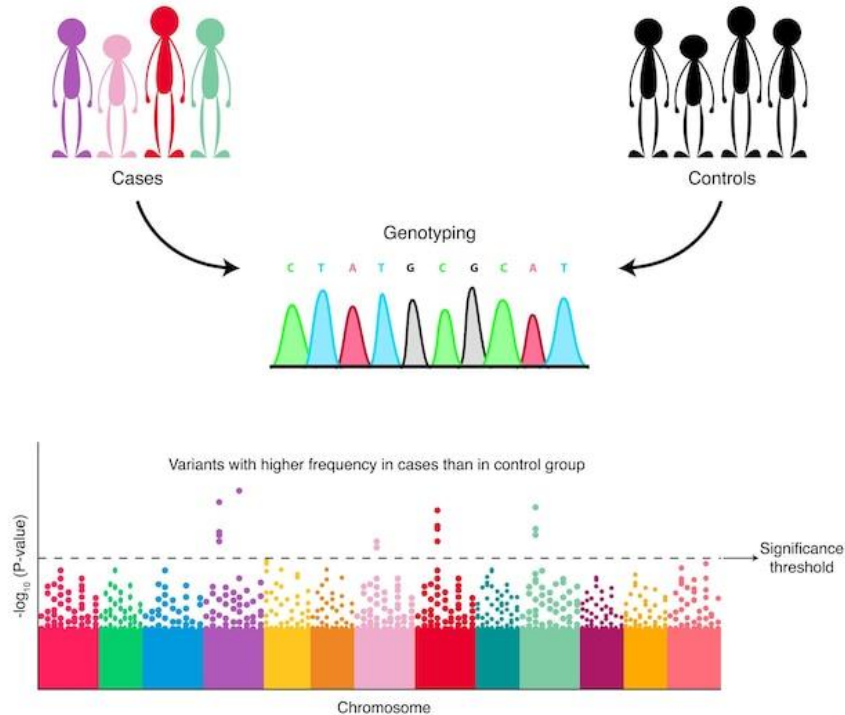 Cases
Controls
Genotyping
C T A T G C G C A T
Variants with higher frequency in cases than in control group
-log10 (P-value)
Significance
threshold
Chromosome